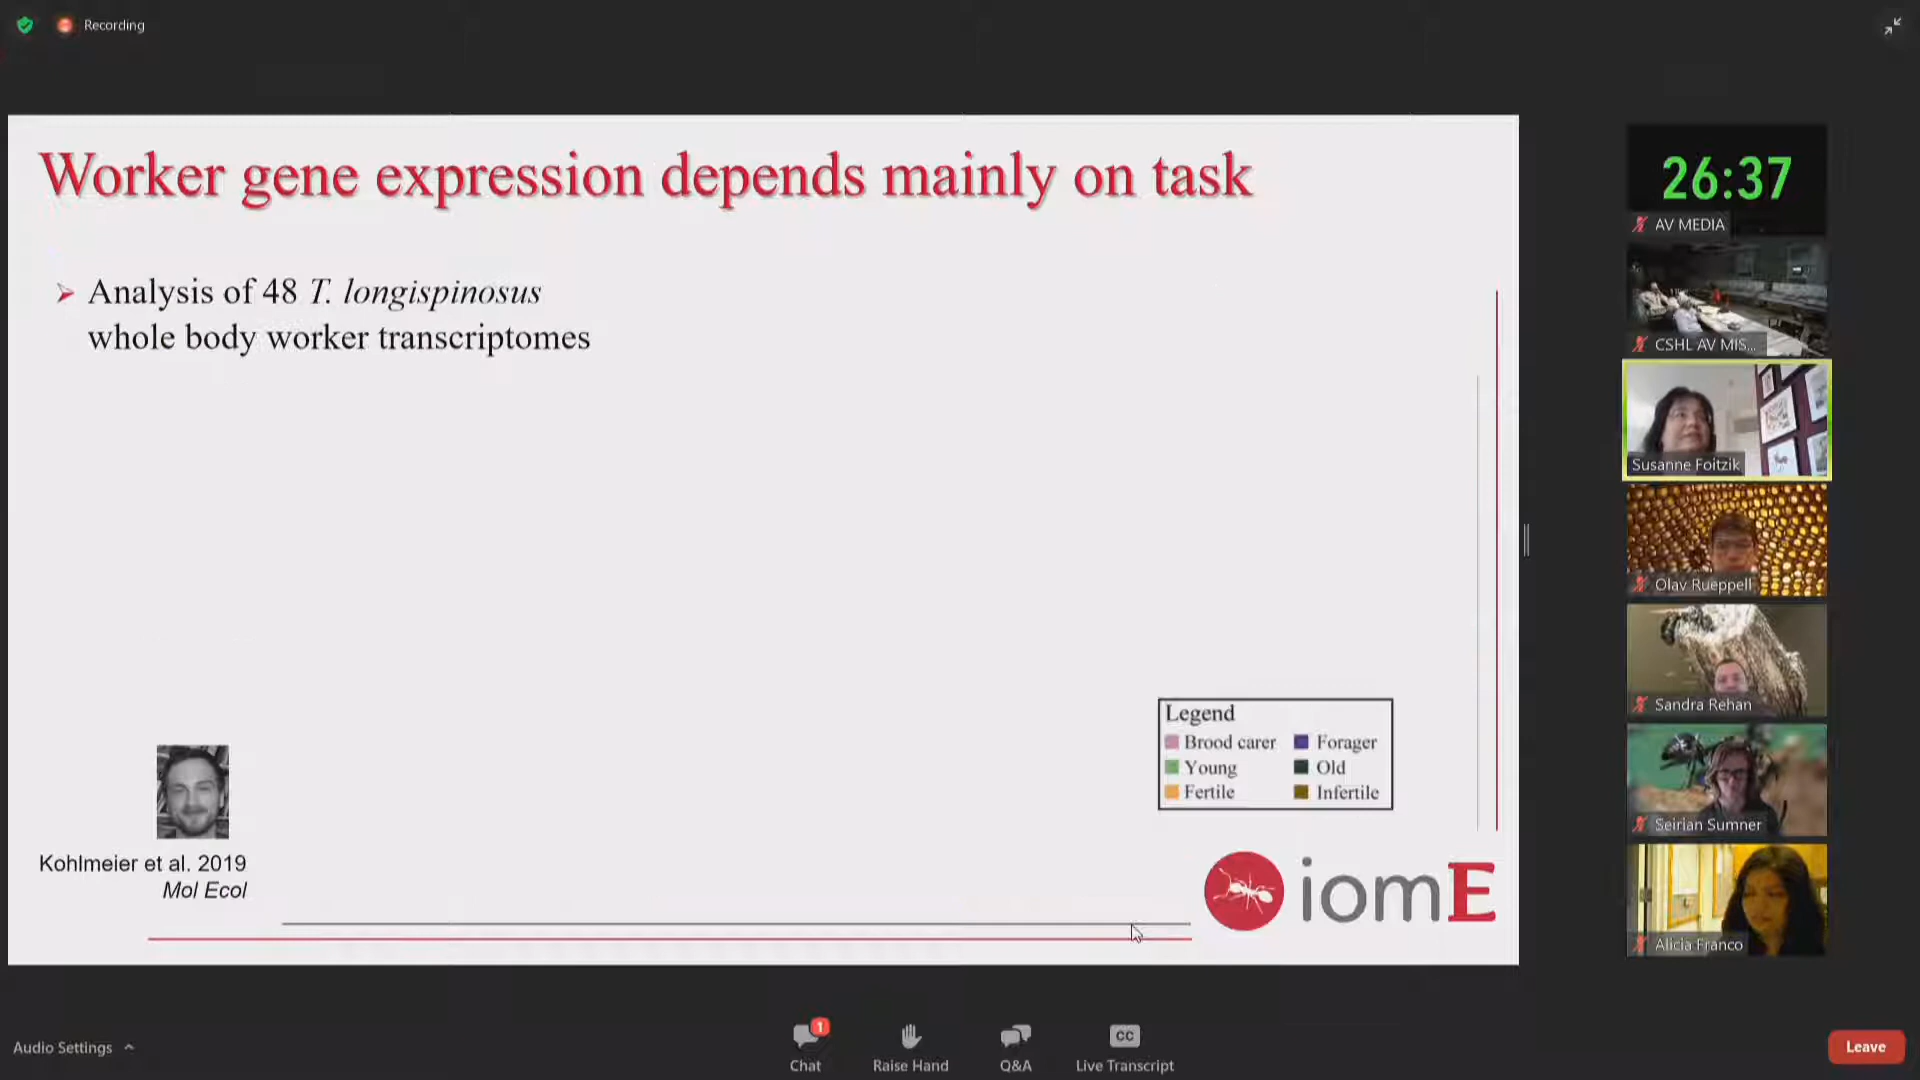 Recording
Worker gene expression depends mainly on task
Analysis of 48 T. longispinosus
whole body worker transcriptomes
Legend
Brood carer Forager
Young Old
Fertile Infertile
Kohlmeier et al. 2019
Mol Ecol
iomE
26:37
AV MEDIA
CSHL AV MIS...
Susanne Foitzik
Olav Rueppell
Sandra Rehan
Seirian Sumner
Alicia Franco
Audio Settings
1
Chat
Raise Hand
Q&A
CC
Live Transcript
Leave